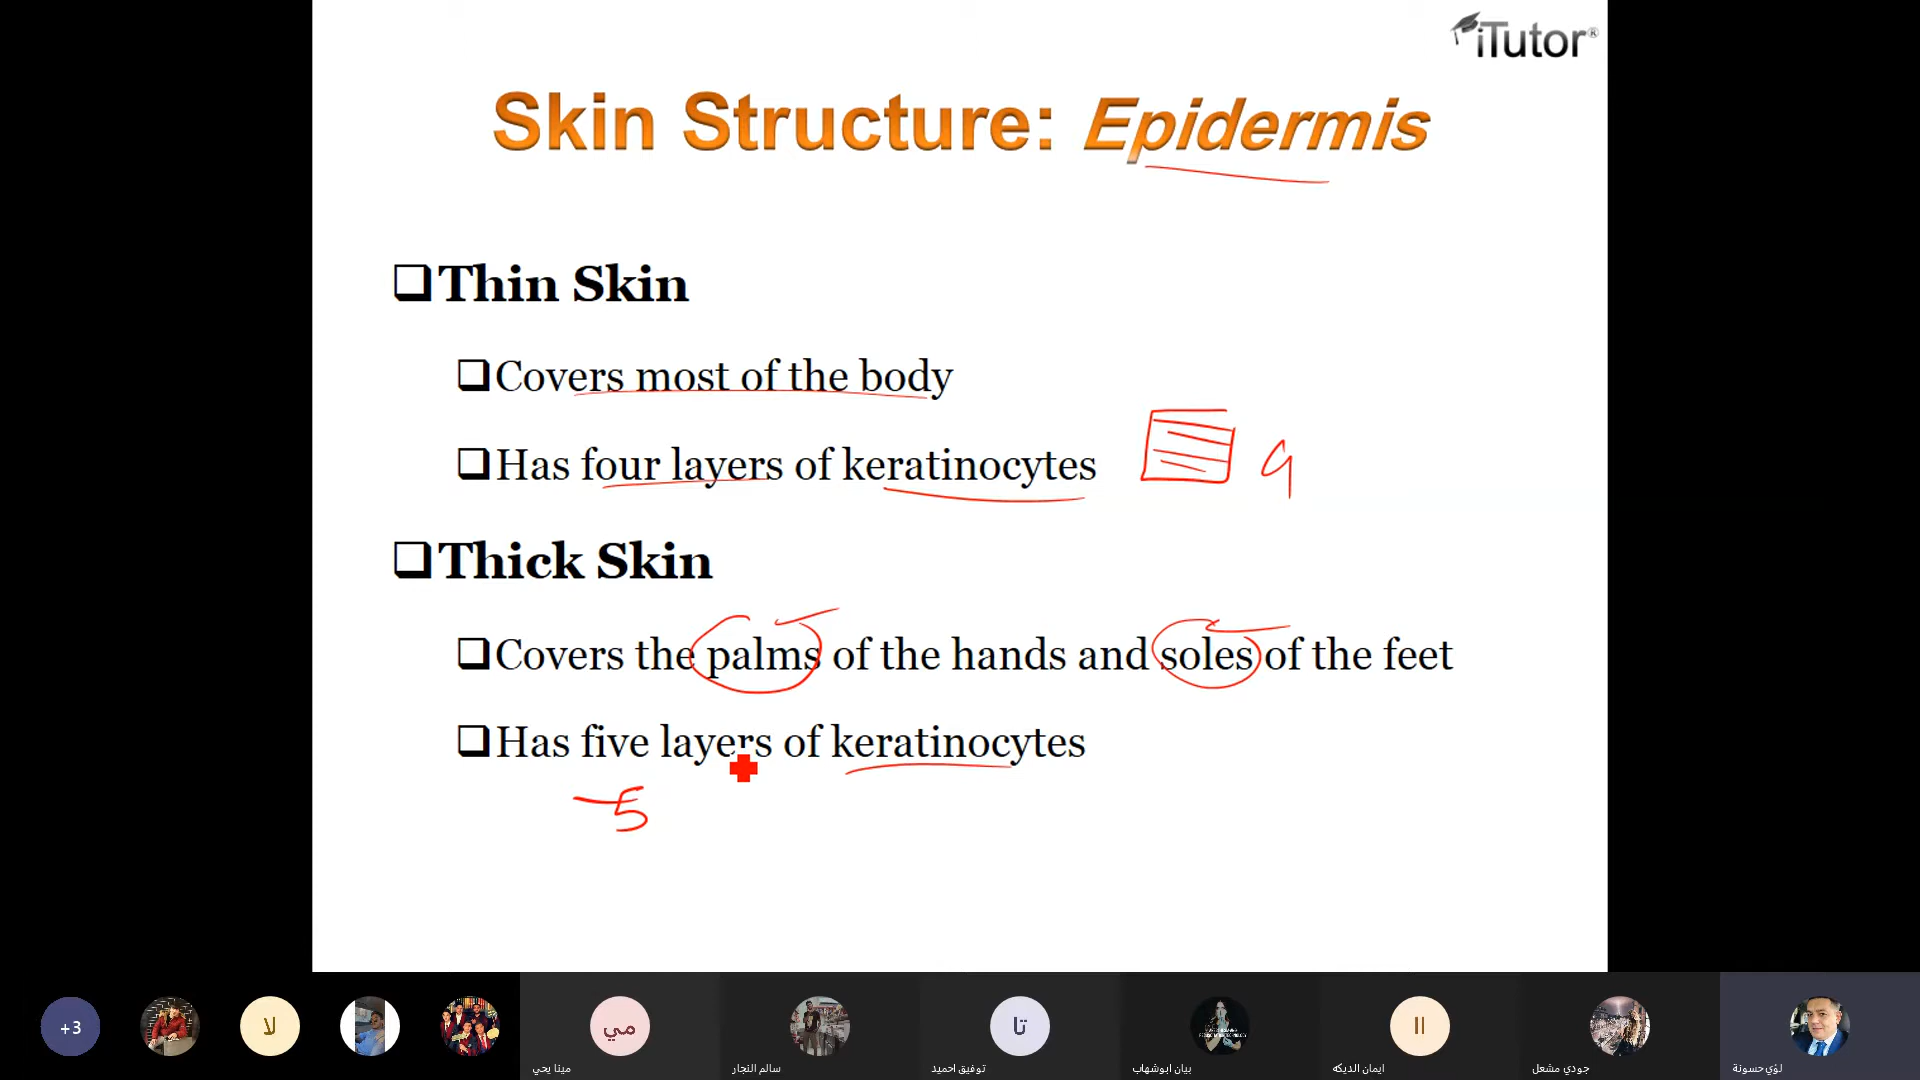 iTutor®
Skin Structure: Epidermis
Thin Skin
Covers most of the body
Has four layers of keratinocytes
4
Thick Skin
Covers the palms of the hands and soles of the feet
Has five layers of keratinocytes
5
+3
لا
مي
تا
اا
مينا يحي
سالم النجار
توفيق احميد
بيان ابوشهاب
ايمان الديكه
جودي مشعل
لؤي حسونة